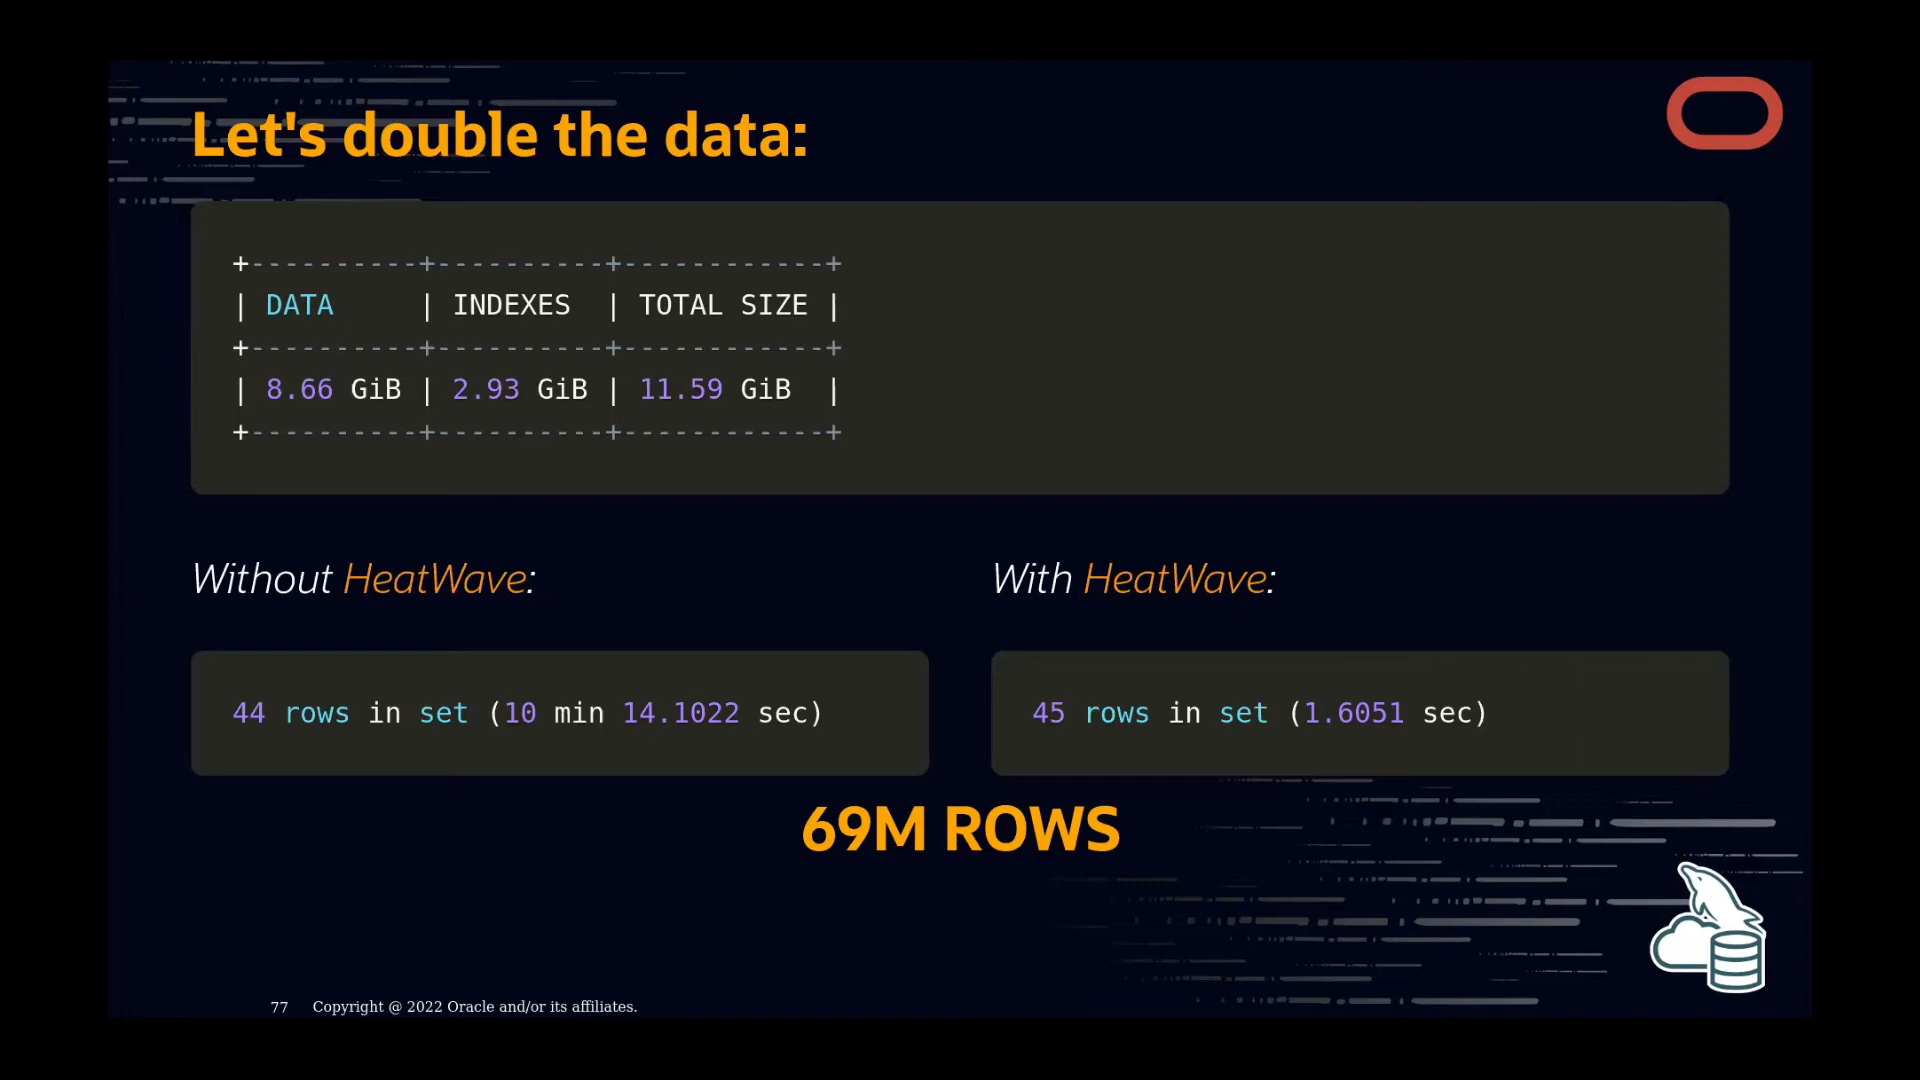 Let's double the data:
+----------+----------+------------+
| DATA     | INDEXES  | TOTAL SIZE |
+----------+----------+------------+
| 8.66 GiB | 2.93 GiB | 11.59 GiB  |
+----------+----------+------------+
Without HeatWave:
44 rows in set (10 min 14.1022 sec)
With HeatWave:
45 rows in set (1.6051 sec)
69M ROWS
77 Copyright @ 2022 Oracle and/or its affiliates.